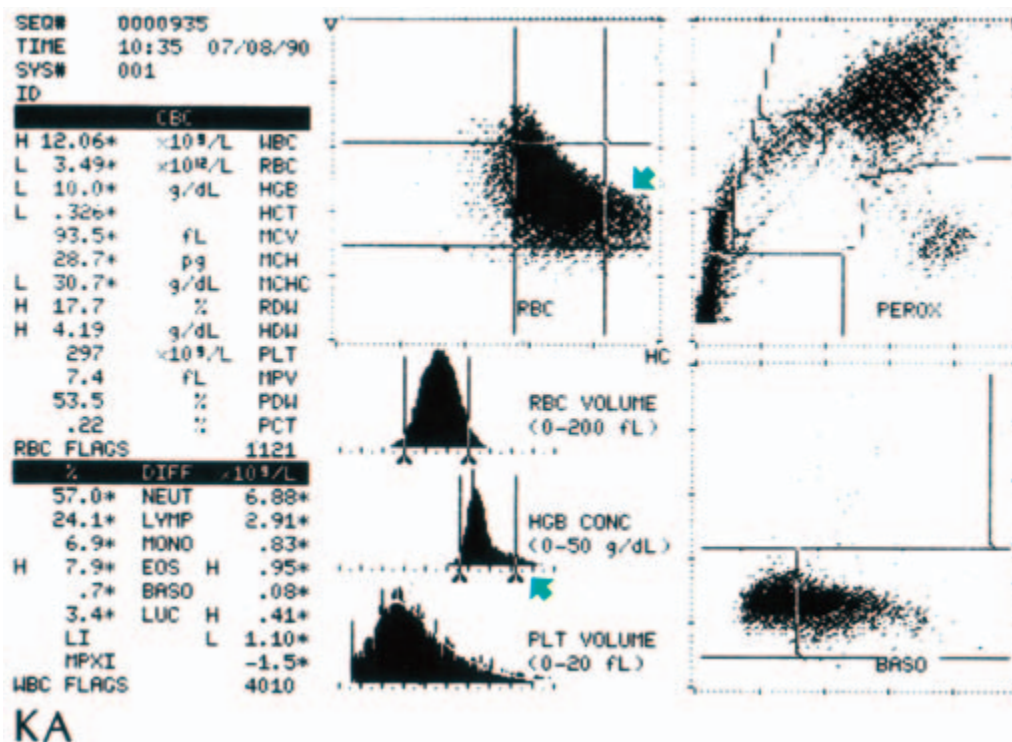 SEQ# 0000935
TIME 10:35 07/08/90
SYS# 001
ID
CBC
H 12.06* ×10⁹/L WBC
L 3.49* ×10¹²/L RBC
L 10.0* g/dL HGB
L .326* HCT
93.5* fL MCV
28.7* pg MCH
L 30.7* g/dL MCHC
H 17.7 % RDW
H 4.19 g/dL HDW
297 ×10⁹/L PLT
7.4 fL MPV
53.5 % PDW
.22 % PCT
RBC FLAGS 1121
% DIFF ×10⁹/L
57.0* NEUT 6.88*
24.1* LYMP 2.91*
6.9* MONO .83*
H 7.9* EOS H .95*
.7* BASO .08*
3.4* LUC H .41*
LI L 1.10*
MPXI -1.5*
WBC FLAGS 4010
KA
V
RBC
HC
RBC VOLUME
(0-200 fL)
HGB CONC
(0-50 g/dL)
PLT VOLUME
(0-20 fL)
PEROX
BASO